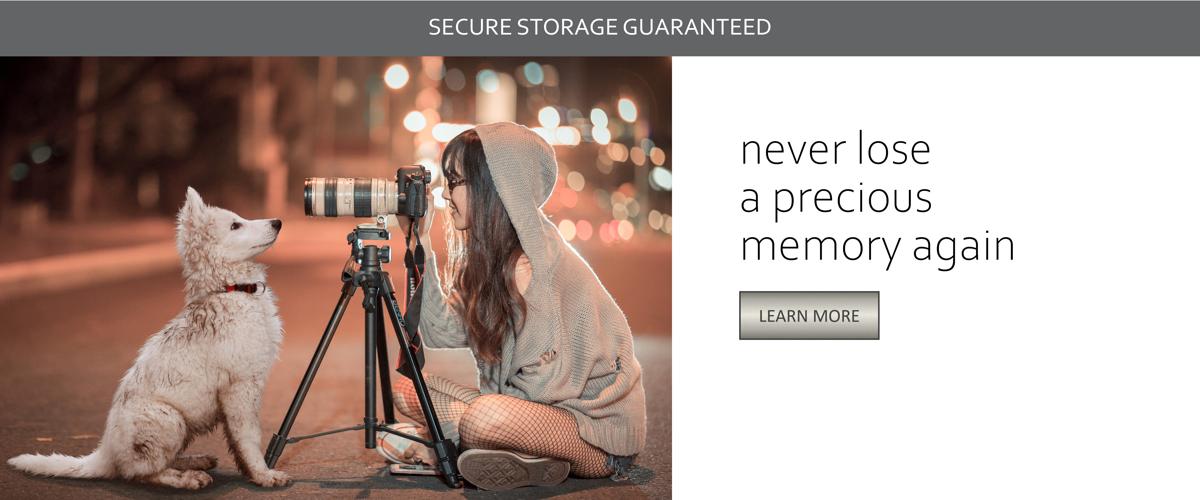 SECURE STORAGE GUARANTEED
never lose
a precious
memory again
LEARN MORE